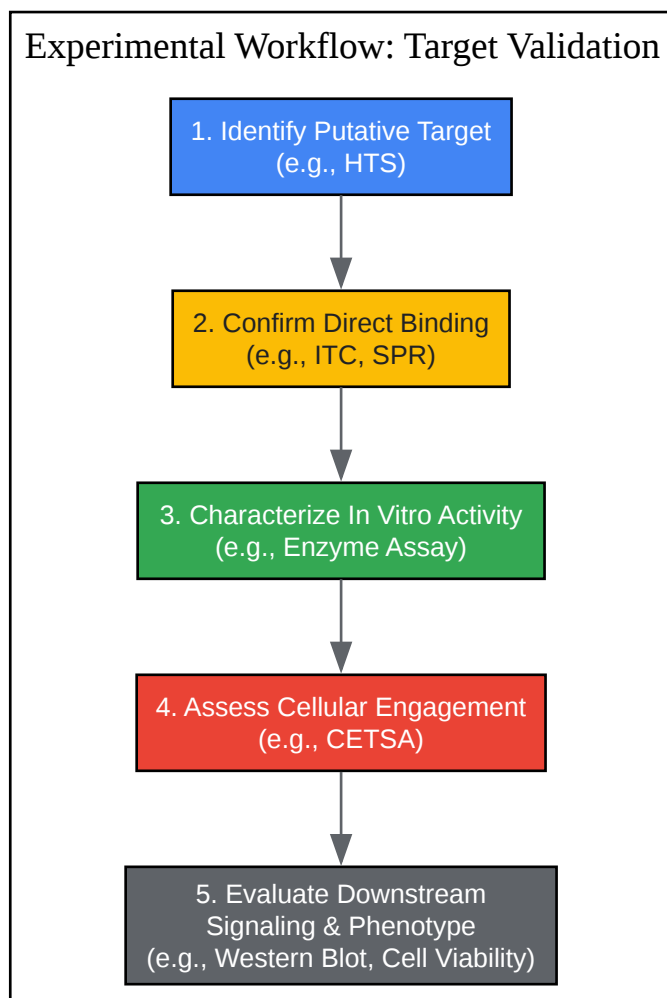 Experimental Workflow: Target Validation
1. Identify Putative Target
(e.g., HTS)
2. Confirm Direct Binding
(e.g., ITC, SPR)
3. Characterize In Vitro Activity
(e.g., Enzyme Assay)
4. Assess Cellular Engagement
(e.g., CETSA)
5. Evaluate Downstream
Signaling & Phenotype
(e.g., Western Blot, Cell Viability)